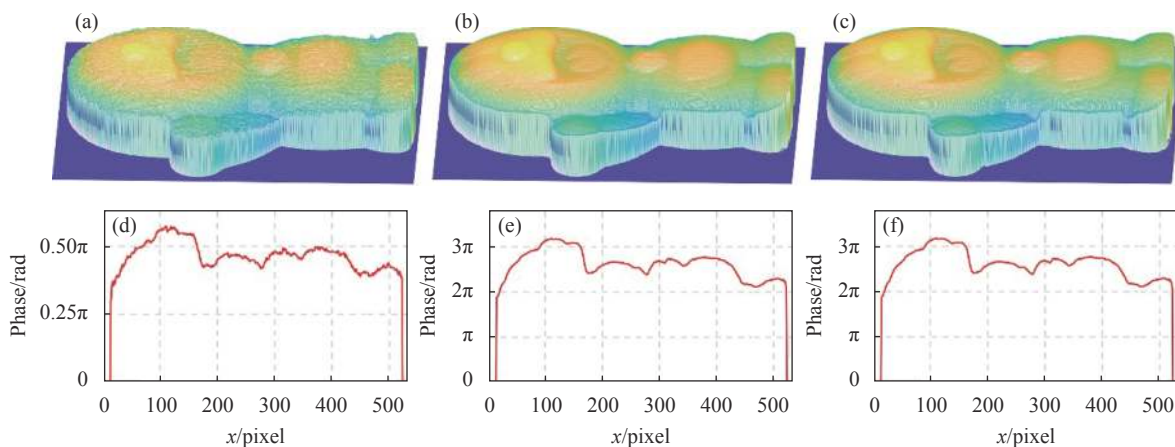 (a) (b) (c)
(d) (e) (f)
Phase/rad
0.50π
0.25π
0
0 100 200 300 400 500
x/pixel
Phase/rad
3π
2π
π
0
0 100 200 300 400 500
x/pixel
Phase/rad
3π
2π
π
0
0 100 200 300 400 500
x/pixel